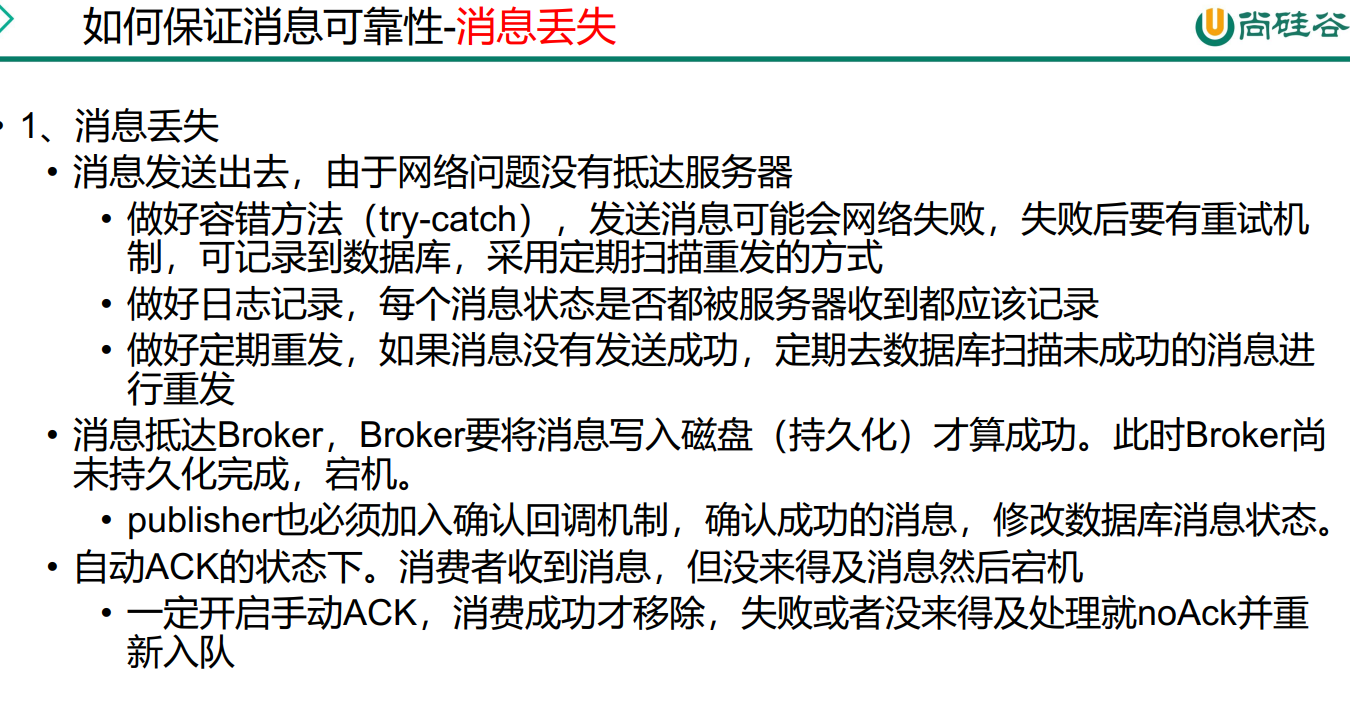 如何保证消息可靠性-消息丢失
尚硅谷
• 1、消息丢失
• 消息发送出去，由于网络问题没有抵达服务器
• 做好容错方法（try-catch），发送消息可能会网络失败，失败后要有重试机
制，可记录到数据库，采用定期扫描重发的方式
• 做好日志记录，每个消息状态是否都被服务器收到都应该记录
• 做好定期重发，如果消息没有发送成功，定期去数据库扫描未成功的消息进
行重发
• 消息抵达Broker，Broker要将消息写入磁盘（持久化）才算成功。此时Broker尚
未持久化完成，宕机。
• publisher也必须加入确认回调机制，确认成功的消息，修改数据库消息状态。
• 自动ACK的状态下。消费者收到消息，但没来得及消息然后宕机
• 一定开启手动ACK，消费成功才移除，失败或者没来得及处理就noAck并重
新入队